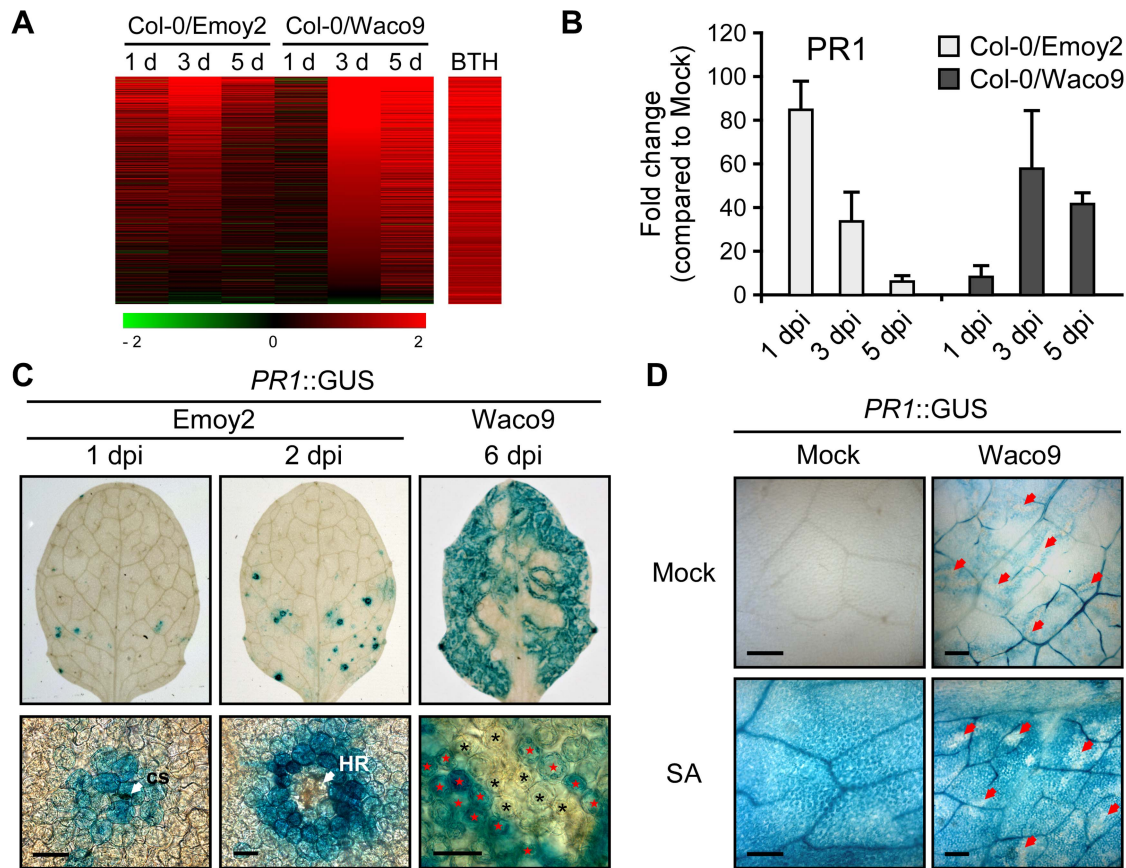 A
Col-0/Emoy2 Col-0/Waco9
1 d 3 d 5 d 1 d 3 d 5 d BTH
- 2 0 2
B
PR1
Col-0/Emoy2
Col-0/Waco9
Fold change
(compared to Mock)
120
100
80
60
40
20
0
1 dpi 3 dpi 5 dpi 1 dpi 3 dpi 5 dpi
C
PR1::GUS
Emoy2 Waco9
1 dpi 2 dpi 6 dpi
cs
HR
* * * * * * * * *
D
PR1::GUS
Mock Waco9
Mock
SA